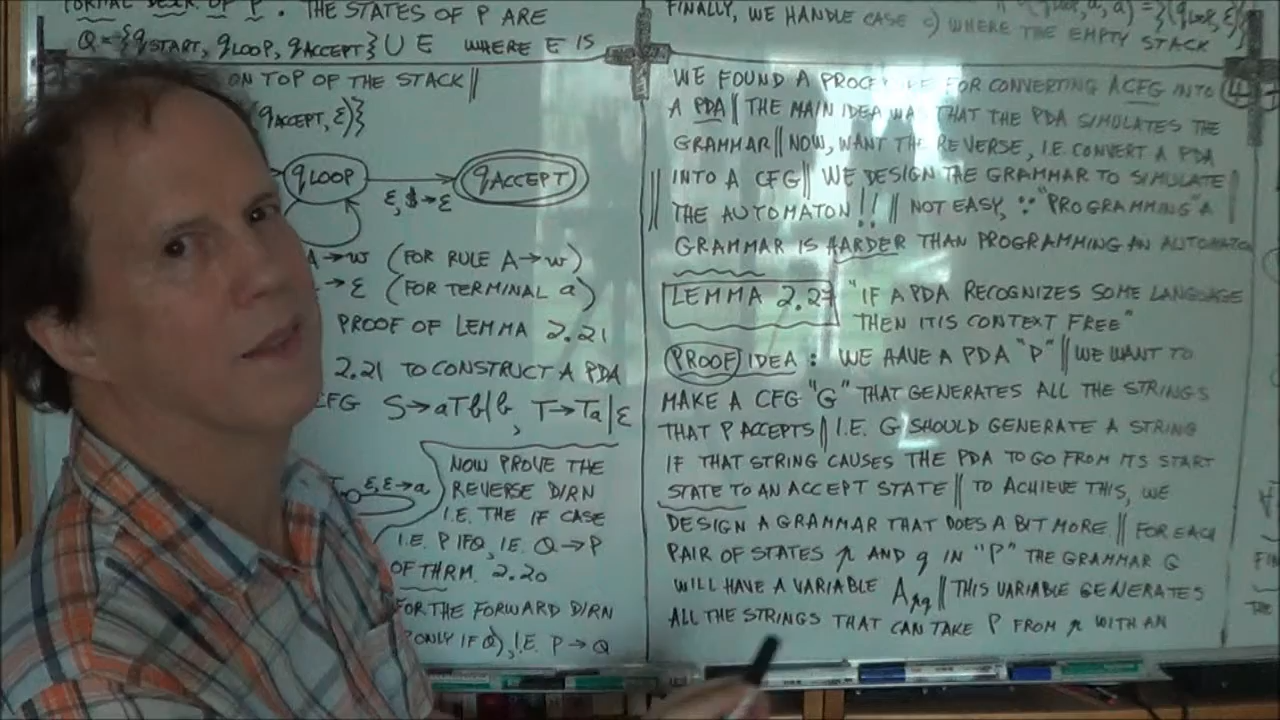 FORMAL DESCR OF P. THE STATES OF P ARE
Q = {qSTART, qLOOP, qACCEPT} ∪ E WHERE E IS
ON TOP OF THE STACK ||
(qACCEPT, ε)}
qLOOP
qACCEPT
ε, $→ε
A→w (FOR RULE A→w)
→ε (FOR TERMINAL a)
PROOF OF LEMMA 2.21
2.21 TO CONSTRUCT A PDA
CFG S→aTb|b, T→Ta|ε
ε, ε→a
NOW PROVE THE
REVERSE DIRN
I.E. THE IF CASE
I.E. P IF Q, I.E. Q→P
OF THRM. 2.20
FOR THE FORWARD DIRN
ONLY IF Q), I.E. P→Q
, a, a) = {(qLOOP, ε)}
FINALLY, WE HANDLE CASE c) WHERE THE EMPTY STACK
WE FOUND A FOR CONVERTING A CFG INTO
A PDA || THE MAIN IDEA WA THAT THE PDA SIMULATES THE
GRAMMAR || NOW, WANT THE REVERSE, I.E. CONVERT A PDA
INTO A CFG || WE DESIGN THE GRAMMAR TO SIMULATE
THE AUTOMATON!! || NOT EASY, ∵ "PROGRAMMING" A
GRAMMAR IS HARDER THAN PROGRAMMING AN AUTOMATON
LEMMA 2.27 "IF A PDA RECOGNIZES SOME LANGUAGE
THEN IT IS CONTEXT FREE"
PROOF IDEA: WE HAVE A PDA "P" || WE WANT TO
MAKE A CFG "G" THAT GENERATES ALL THE STRINGS
THAT P ACCEPTS || I.E. G SHOULD GENERATE A STRING
IF THAT STRING CAUSES THE PDA TO GO FROM ITS START
STATE TO AN ACCEPT STATE || TO ACHIEVE THIS, WE
DESIGN A GRAMMAR THAT DOES A BIT MORE || FOR EACH
PAIR OF STATES p AND q IN "P" THE GRAMMAR G
WILL HAVE A VARIABLE Apq || THIS VARIABLE GENERATES
ALL THE STRINGS THAT CAN TAKE P FROM p WITH AN
FIN
THE